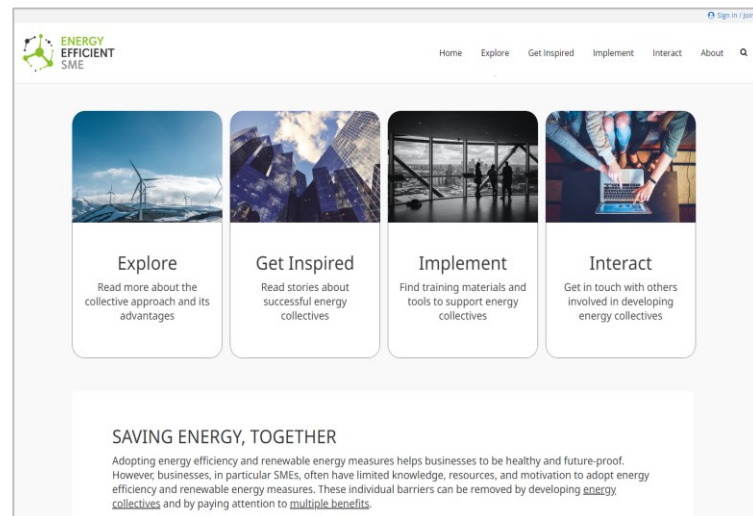 Sign In / Join
ENERGY
EFFICIENT
SME
Home Explore Get Inspired Implement Interact About
Explore
Read more about the
collective approach and its
advantages
Get Inspired
Read stories about
successful energy
collectives
Implement
Find training materials and
tools to support energy
collectives
Interact
Get in touch with others
involved in developing
energy collectives
SAVING ENERGY, TOGETHER
Adopting energy efficiency and renewable energy measures helps businesses to be healthy and future-proof.
However, businesses, in particular SMEs, often have limited knowledge, resources, and motivation to adopt energy
efficiency and renewable energy measures. These individual barriers can be removed by developing energy
collectives and by paying attention to multiple benefits.